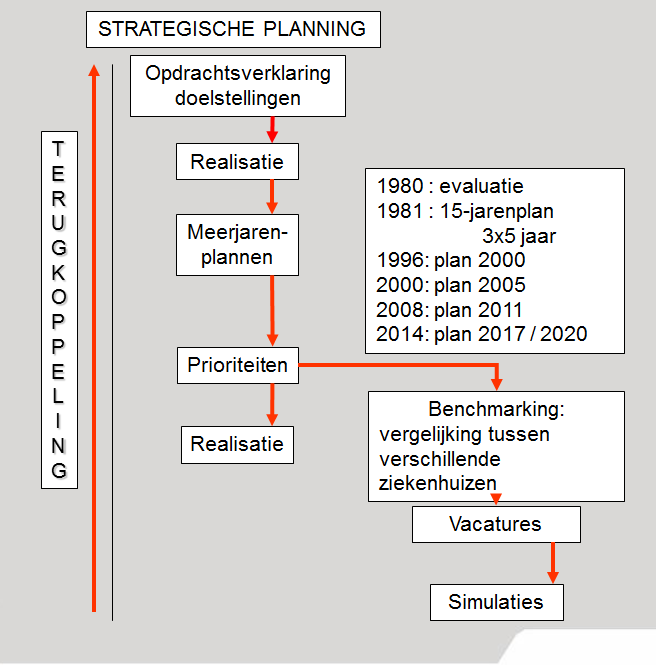 STRATEGISCHE PLANNING
Opdrachtsverklaring
doelstellingen
TERUGKOPPELING
Realisatie
Meerjaren-
plannen
1980 : evaluatie
1981 : 15-jarenplan
3x5 jaar
1996: plan 2000
2000: plan 2005
2008: plan 2011
2014: plan 2017 / 2020
Prioriteiten
Realisatie
Benchmarking:
vergelijking tussen
verschillende
ziekenhuizen
Vacatures
Simulaties